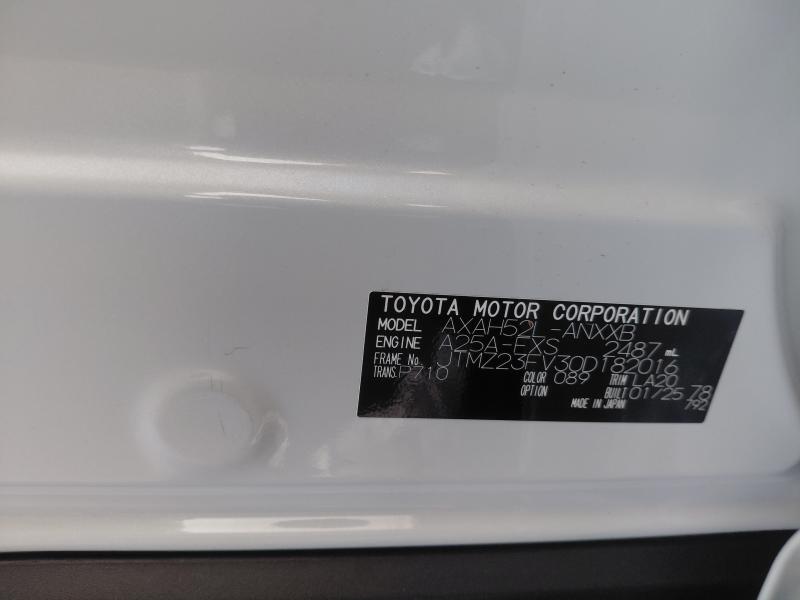 TOYOTA MOTOR CORPORATION
MODEL AXAH52L-ANXXB
ENGINE A25A-FXS 2487 mL
FRAME No. JTMZ23FV30D182016
TRANS. P710 COLOR 089 TRIM LA20
OPTION BUILT 01/25 78
MADE IN JAPAN 792